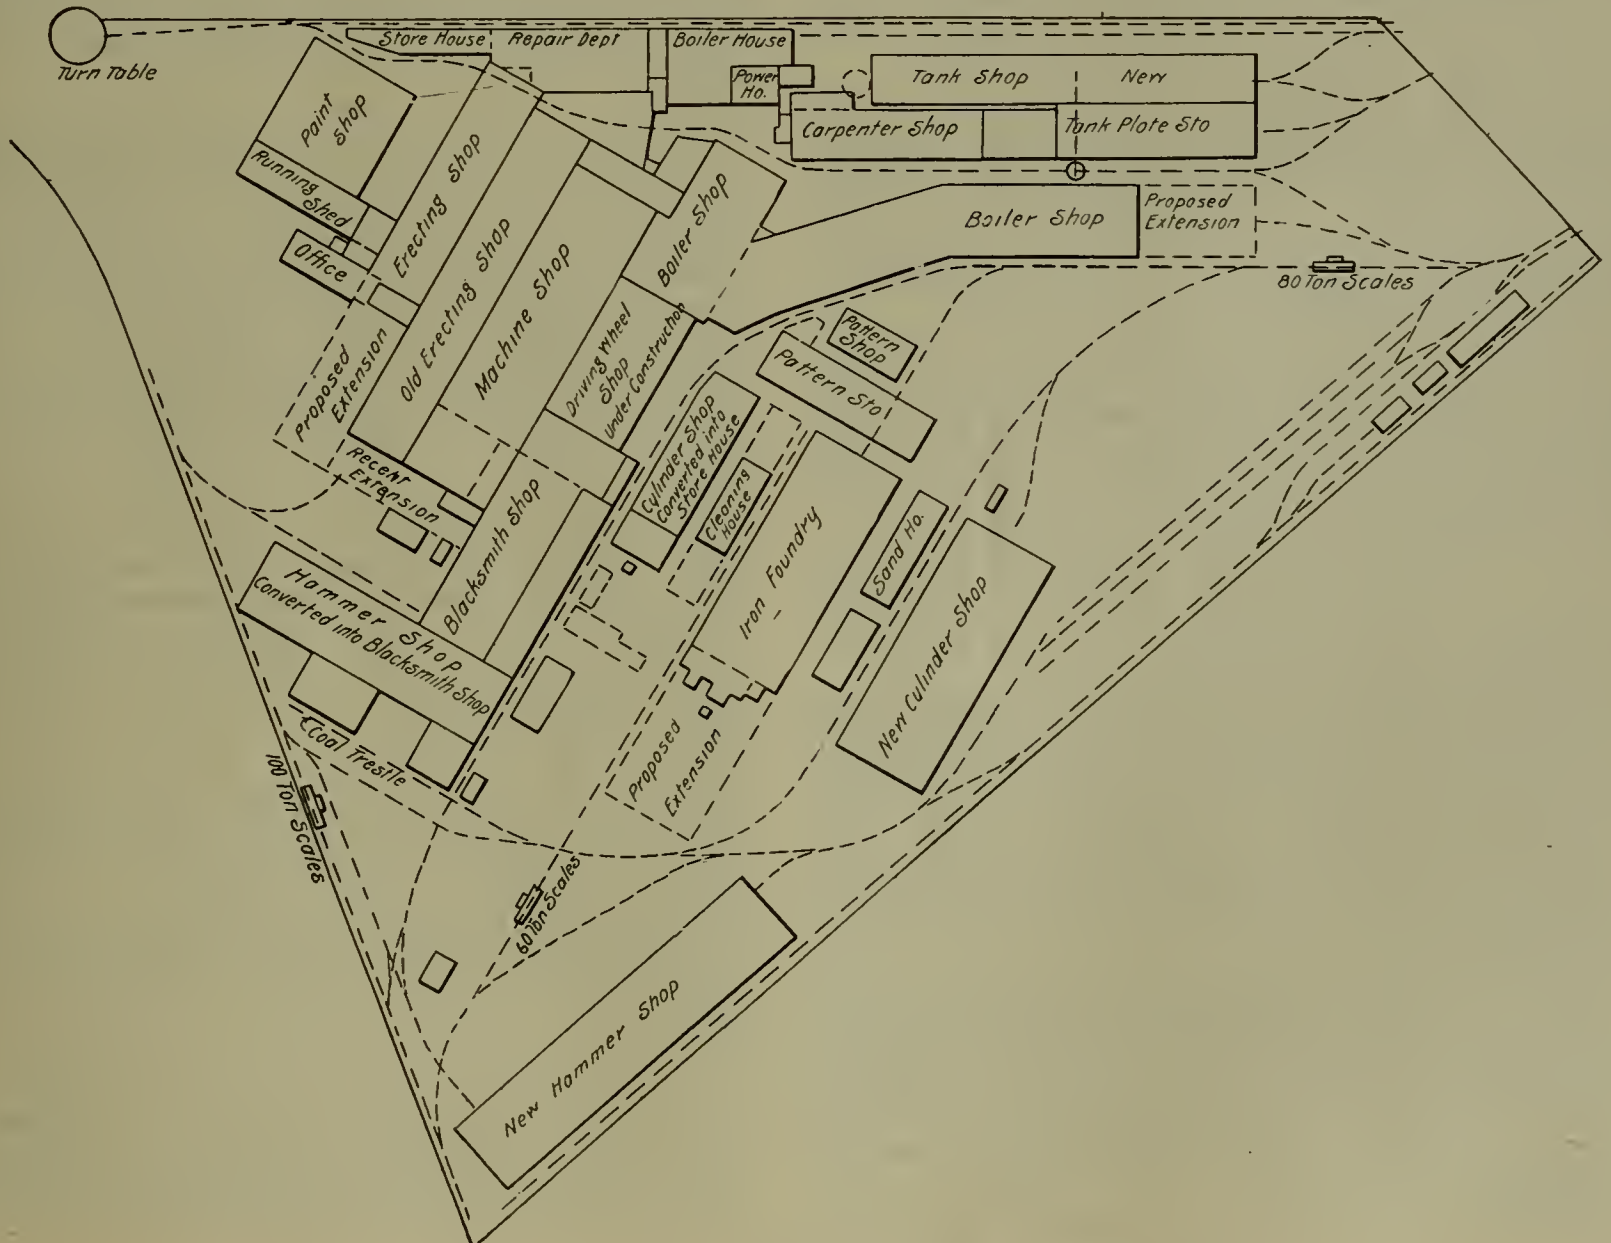 Turn Table
Store House
Repair Dept
Boiler House
Power
Ho.
Tank Shop
New
Carpenter Shop
Tank Plate Sto
Paint
Shop
Running
Shed
Office
Erecting Shop
Old Erecting Shop
Machine Shop
Boiler Shop
Driving Wheel
Shop
Under Construction
Boiler Shop
Proposed
Extension
80 Ton Scales
Proposed
Extension
Recent
Extension
Pattern
Shop
Pattern Sto
Cylinder Shop
Converted into
Store House
Cleaning
House
Iron Foundry
Sand Ho.
New Cylinder Shop
Blacksmith Shop
Hammer Shop
Converted into Blacksmith Shop
Coal Trestle
100 Ton Scales
Proposed
Extension
60 Ton Scales
New Hammer Shop